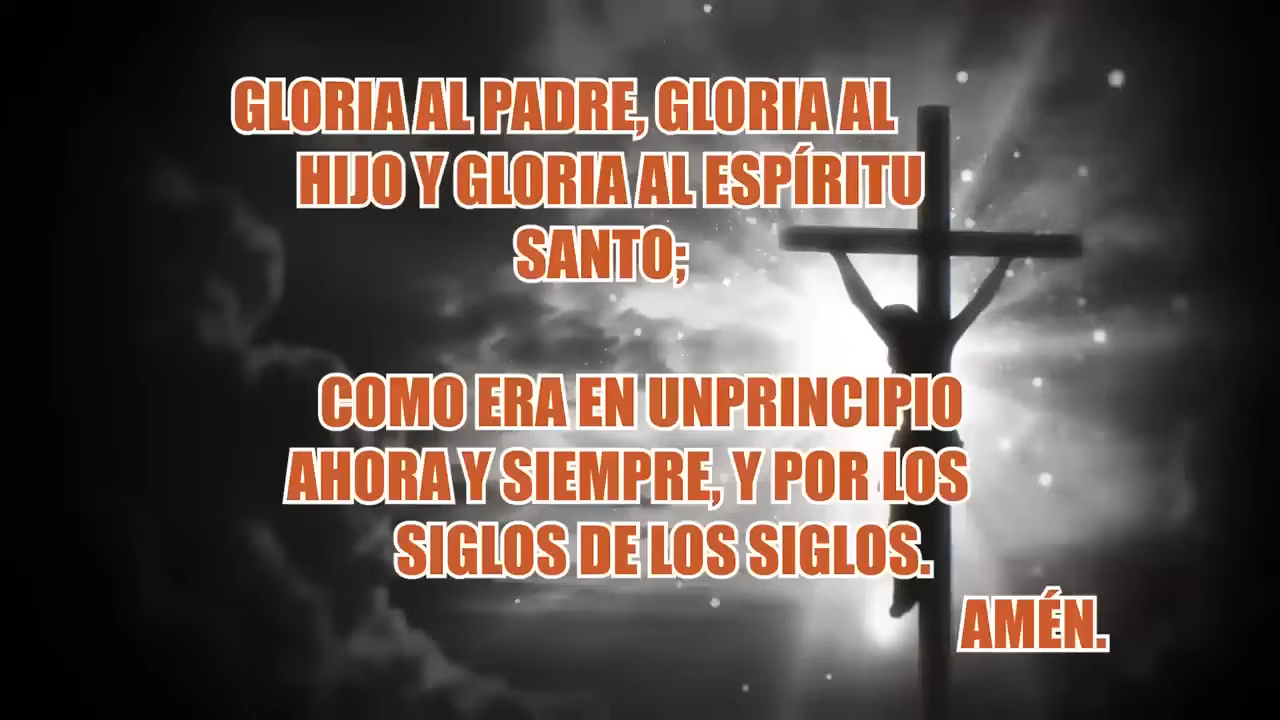 GLORIA AL PADRE, GLORIA AL
HIJO Y GLORIA AL ESPÍRITU
SANTO;
COMO ERA EN UNPRINCIPIO
AHORA Y SIEMPRE, Y POR LOS
SIGLOS DE LOS SIGLOS.
AMÉN.